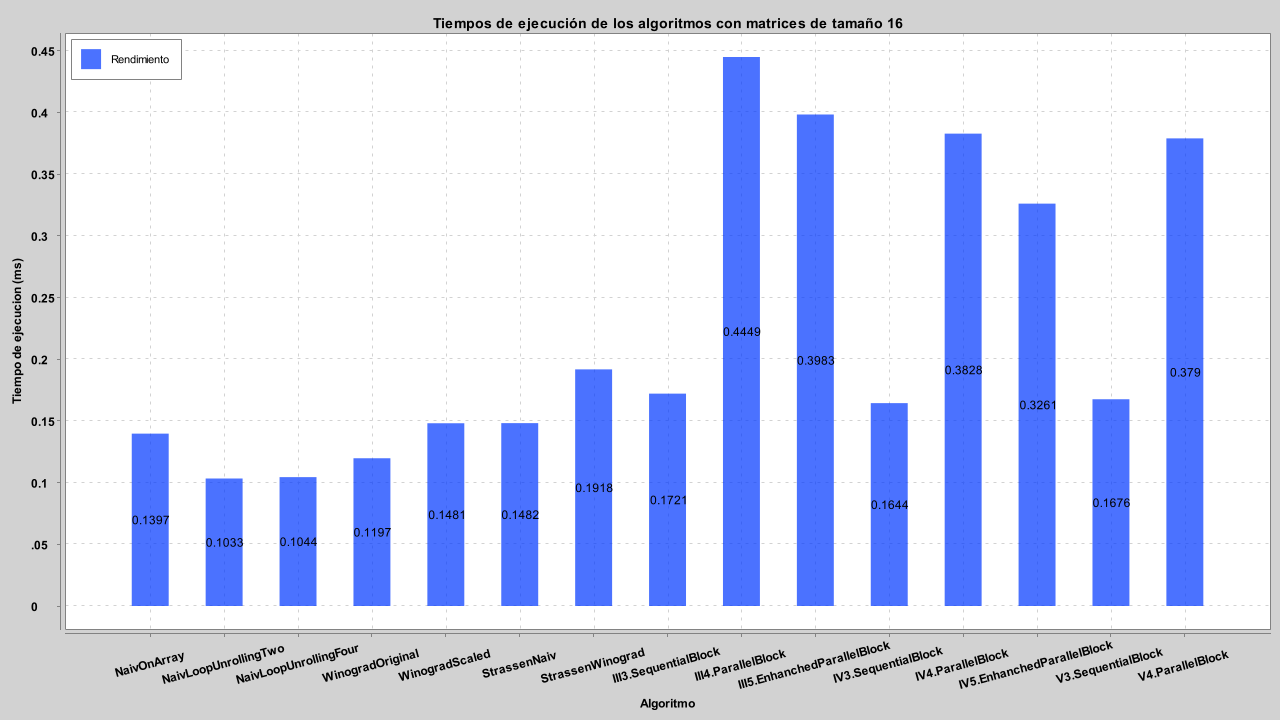 Tiempos de ejecución de los algoritmos con matrices de tamaño 16
Rendimiento
Tiempo de ejecucion (ms)
0.45
0.4
0.35
0.3
0.25
0.2
0.15
0.1
.05
0
0.1397
0.1033
0.1044
0.1197
0.1481
0.1482
0.1918
0.1721
0.4449
0.3983
0.1644
0.3828
0.3261
0.1676
0.379
NaivOnArray
NaivLoopUnrollingTwo
NaivLoopUnrollingFour
WinogradOriginal
WinogradScaled
StrassenNaiv
StrassenWinograd
III3.SequentialBlock
III4.ParallelBlock
III5.EnhanchedParallelBlock
IV3.SequentialBlock
IV4.ParallelBlock
IV5.EnhanchedParallelBlock
V3.SequentialBlock
V4.ParallelBlock
Algoritmo